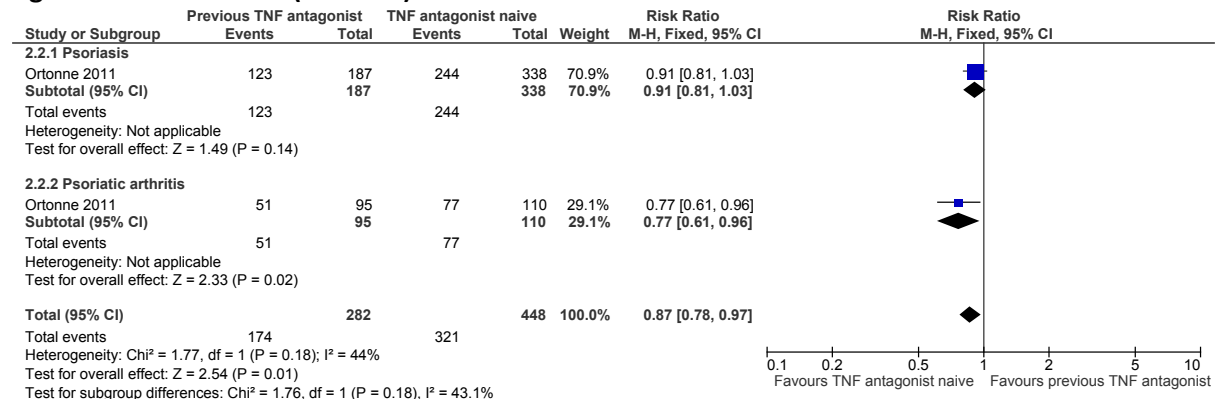 Previous TNF antagonist TNF antagonist naive Risk Ratio Risk Ratio
Study or Subgroup Events Total Events Total Weight M-H, Fixed, 95% CI M-H, Fixed, 95% CI
2.2.1 Psoriasis
Ortonne 2011 123 187 244 338 70.9% 0.91 [0.81, 1.03]
Subtotal (95% CI) 187 338 70.9% 0.91 [0.81, 1.03]
Total events 123 244
Heterogeneity: Not applicable
Test for overall effect: Z = 1.49 (P = 0.14)
2.2.2 Psoriatic arthritis
Ortonne 2011 51 95 77 110 29.1% 0.77 [0.61, 0.96]
Subtotal (95% CI) 95 110 29.1% 0.77 [0.61, 0.96]
Total events 51 77
Heterogeneity: Not applicable
Test for overall effect: Z = 2.33 (P = 0.02)
Total (95% CI) 282 448 100.0% 0.87 [0.78, 0.97]
Total events 174 321
Heterogeneity: Chi² = 1.77, df = 1 (P = 0.18); I² = 44%
Test for overall effect: Z = 2.54 (P = 0.01)
Test for subgroup differences: Chi² = 1.76, df = 1 (P = 0.18), I² = 43.1%
0.1 0.2 0.5 1 2 5 10
Favours TNF antagonist naive Favours previous TNF antagonist